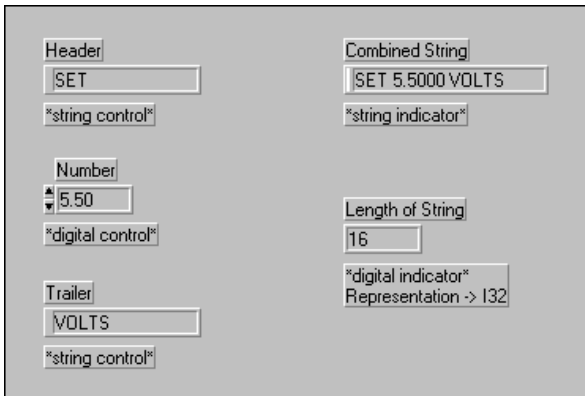 Header
SET
*string control*
Number
5.50
*digital control*
Trailer
VOLTS
*string control*
Combined String
SET 5.5000 VOLTS
*string indicator*
Length of String
16
*digital indicator*
Representation -> I32